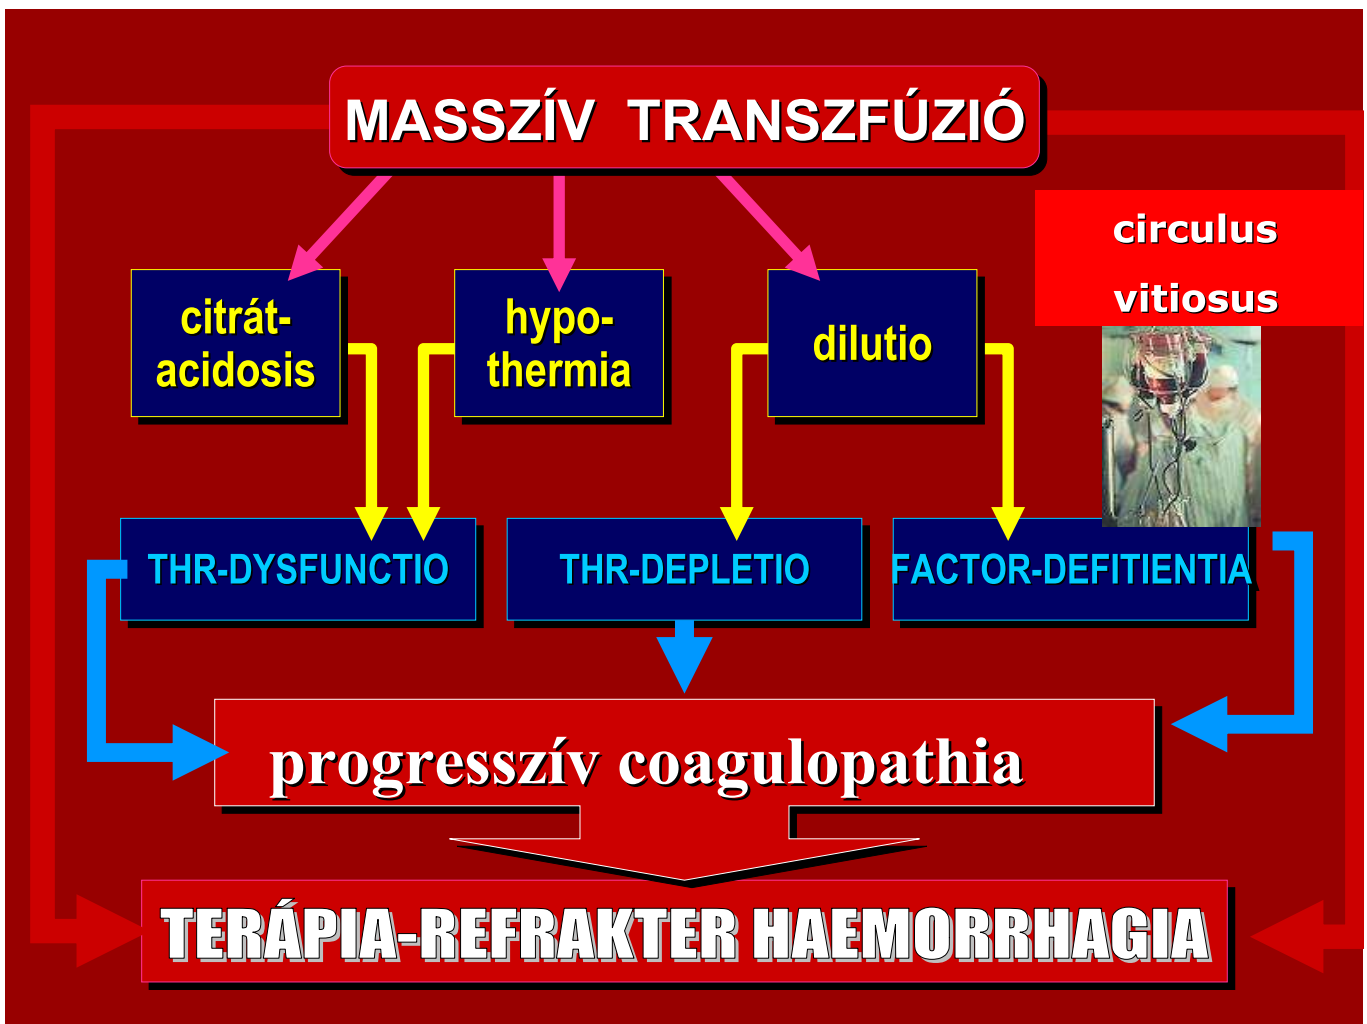 MASSZÍV TRANSZFÚZIÓ
circulus
vitiosus
citrát-
acidosis
hypo-
thermia
dilutio
THR-DYSFUNCTIO
THR-DEPLETIO
FACTOR-DEFITIENTIA
progresszív coagulopathia
TERÁPIA-REFRAKTER HAEMORRHAGIA